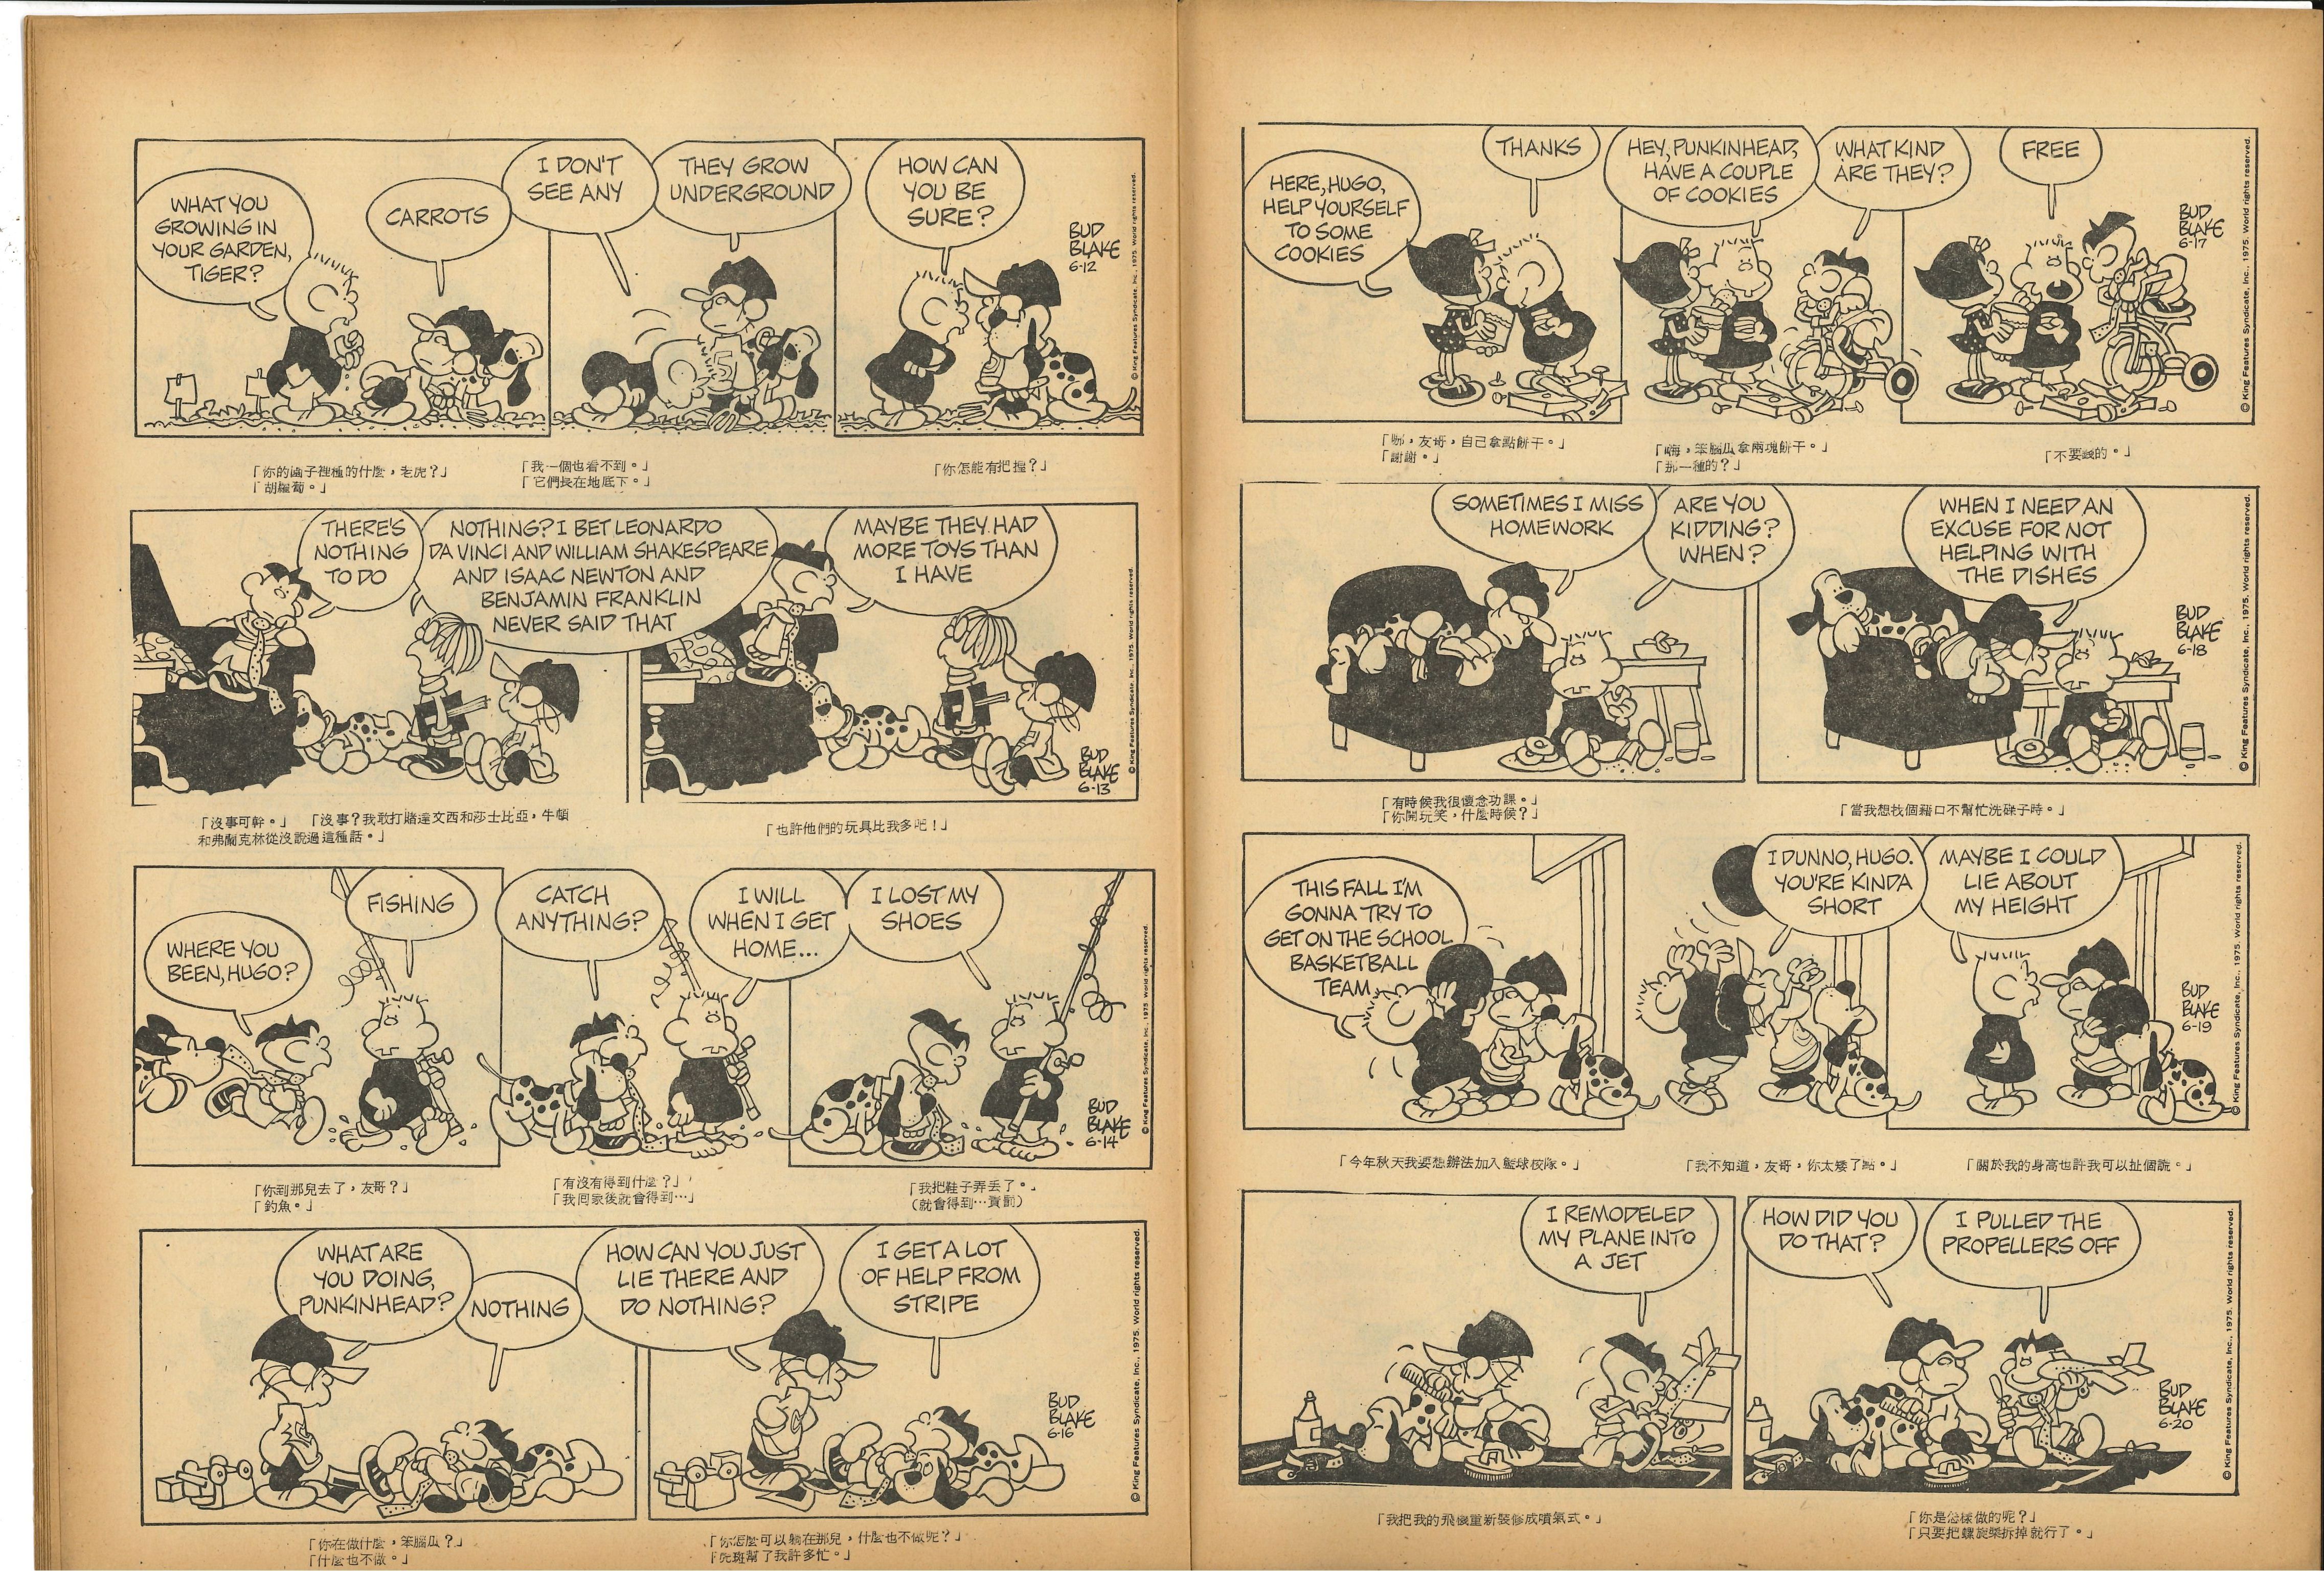 WHAT YOU
GROWING IN
YOUR GARDEN,
TIGER?
CARROTS
I DON'T
SEE ANY
THEY GROW
UNDERGROUND
HOW CAN
YOU BE
SURE?
BUD
BLAKE
6-12
© King Features Syndicate, Inc., 1975. World rights reserved.
「你的園子裡種的什麼，老虎？」
「胡蘿蔔。」
「我一個也看不到。」
「它們長在地底下。」
「你怎能有把握？」
THERE'S
NOTHING
TO DO
NOTHING? I BET LEONARDO
DA VINCI AND WILLIAM SHAKESPEARE
AND ISAAC NEWTON AND
BENJAMIN FRANKLIN
NEVER SAID THAT
MAYBE THEY HAD
MORE TOYS THAN
I HAVE
BUD
BLAKE
6-13
© King Features Syndicate, Inc., 1975. World rights reserved.
「沒事可幹。」 「沒事？我敢打賭達文西和莎士比亞，牛頓
和弗蘭克林從沒說過這種話。」
「也許他們的玩具比我多吧！」
WHERE YOU
BEEN, HUGO?
FISHING
CATCH
ANYTHING?
I WILL
WHEN I GET
HOME...
I LOST MY
SHOES
BUD
BLAKE
6-14
© King Features Syndicate, Inc., 1975. World rights reserved.
「你到那兒去了，友哥？」
「釣魚。」
「有沒有得到什麼？」
「我回家後就會得到…」
「我把鞋子弄丟了。」
（就會得到…責罰）
WHAT ARE
YOU DOING,
PUNKINHEAD?
NOTHING
HOW CAN YOU JUST
LIE THERE AND
DO NOTHING?
I GET A LOT
OF HELP FROM
STRIPE
BUD
BLAKE
6-16
© King Features Syndicate, Inc., 1975. World rights reserved.
「你在做什麼，笨腦瓜？」
「什麼也不做。」
「你怎麼可以躺在那兒，什麼也不做呢？」
「先斑幫了我許多忙。」
HERE, HUGO,
HELP YOURSELF
TO SOME
COOKIES
THANKS
HEY, PUNKINHEAD,
HAVE A COUPLE
OF COOKIES
WHAT KIND
ARE THEY?
FREE
BUD
BLAKE
6-17
© King Features Syndicate, Inc., 1975. World rights reserved.
「哪，友哥，自己拿點餅干。」
「謝謝。」
「嗨，笨腦瓜拿兩塊餅干。」
「那一種的？」
「不要錢的。」
SOMETIMES I MISS
HOMEWORK
ARE YOU
KIDDING?
WHEN?
WHEN I NEED AN
EXCUSE FOR NOT
HELPING WITH
THE DISHES
BUD
BLAKE
6-18
© King Features Syndicate, Inc., 1975. World rights reserved.
「有時候我很懷念功課。」
「你開玩笑，什麼時候？」
「當我想找個藉口不幫忙洗碟子時。」
THIS FALL I'M
GONNA TRY TO
GET ON THE SCHOOL
BASKETBALL
TEAM
I DUNNO, HUGO.
YOU'RE KINDA
SHORT
MAYBE I COULD
LIE ABOUT
MY HEIGHT
BUD
BLAKE
6-19
© King Features Syndicate, Inc., 1975. World rights reserved.
「今年秋天我要想辦法加入籃球校隊。」
「我不知道，友哥，你太矮了點。」
「關於我的身高也許我可以扯個謊。」
I REMODELED
MY PLANE INTO
A JET
HOW DID YOU
DO THAT?
I PULLED THE
PROPELLERS OFF
BUD
BLAKE
6-20
© King Features Syndicate, Inc., 1975. World rights reserved.
「我把我的飛機重新裝修成噴氣式。」
「你是怎樣做的呢？」
「只要把螺旋槳拆掉就行了。」